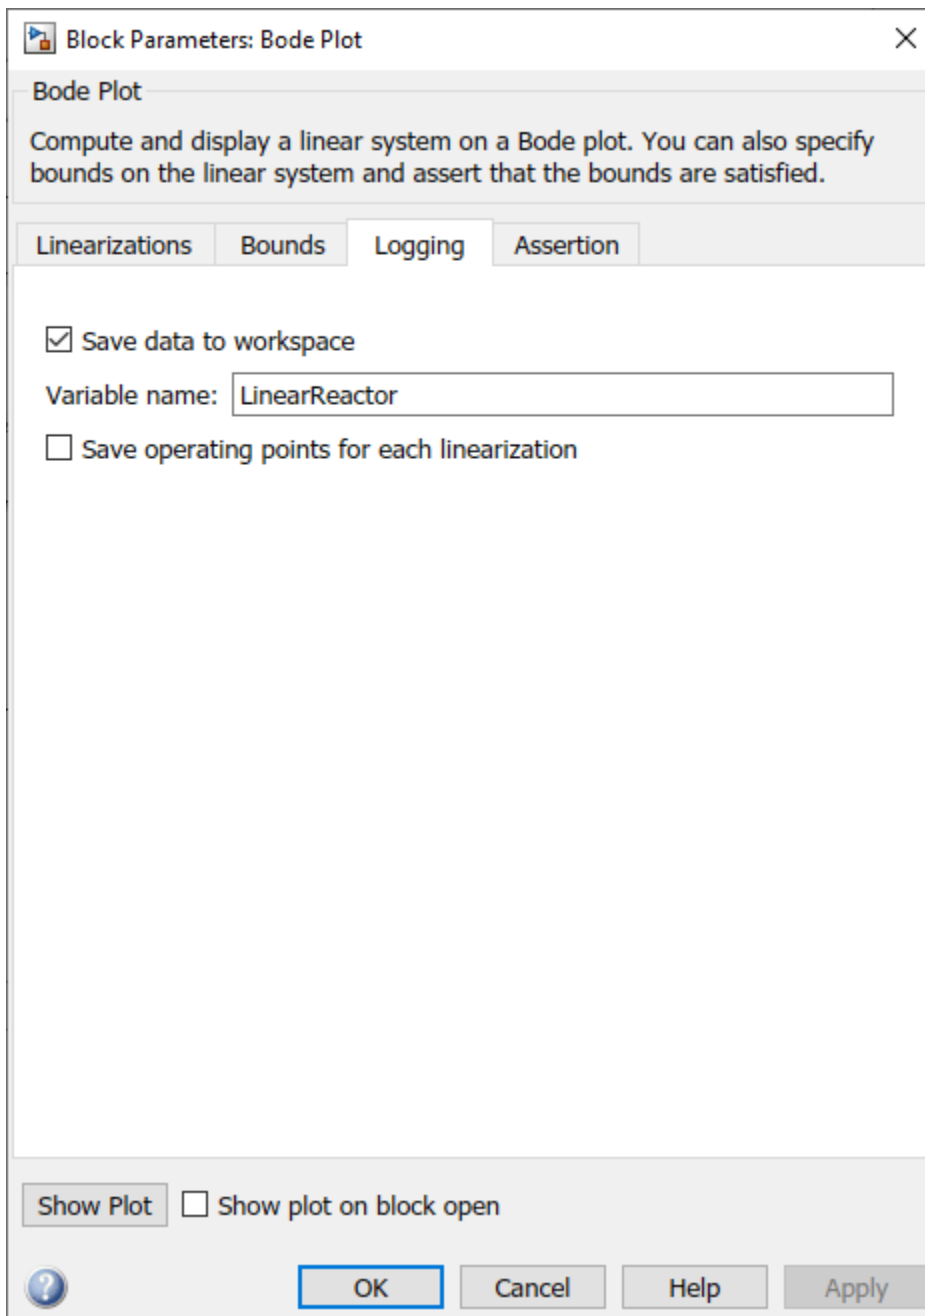 Block Parameters: Bode Plot
Bode Plot
Compute and display a linear system on a Bode plot. You can also specify
bounds on the linear system and assert that the bounds are satisfied.
Linearizations Bounds Logging Assertion
Save data to workspace
Variable name: LinearReactor
Save operating points for each linearization
Show Plot Show plot on block open
? OK Cancel Help Apply